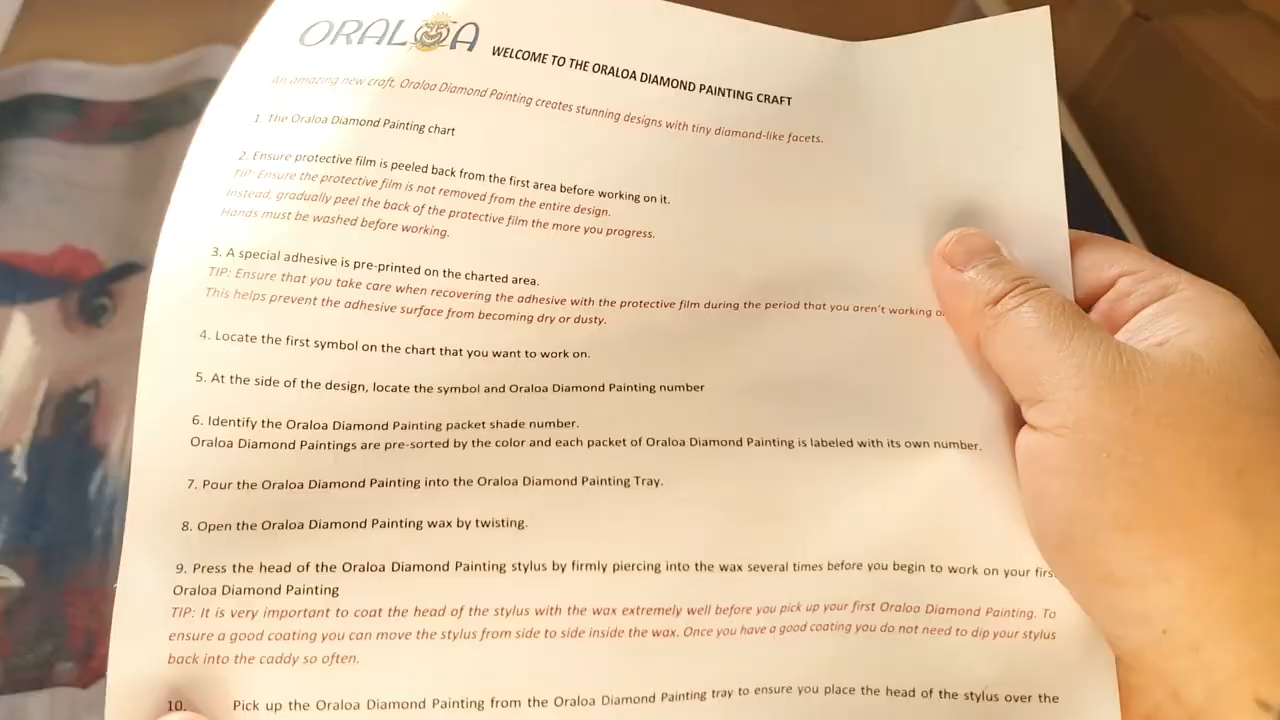 ORALOA
WELCOME TO THE ORALOA DIAMOND PAINTING CRAFT
An amazing new craft, Oraloa Diamond Painting creates stunning designs with tiny diamond-like facets.
1. The Oraloa Diamond Painting chart
2. Ensure protective film is peeled back from the first area before working on it.
TIP: Ensure the protective film is not removed from the entire design.
Instead, gradually peel the back of the protective film the more you progress.
Hands must be washed before working.
3. A special adhesive is pre-printed on the charted area.
TIP: Ensure that you take care when recovering the adhesive with the protective film during the period that you aren't working
This helps prevent the adhesive surface from becoming dry or dusty.
4. Locate the first symbol on the chart that you want to work on.
5. At the side of the design, locate the symbol and Oraloa Diamond Painting number
6. Identify the Oraloa Diamond Painting packet shade number.
Oraloa Diamond Paintings are pre-sorted by the color and each packet of Oraloa Diamond Painting is labeled with its own number.
7. Pour the Oraloa Diamond Painting into the Oraloa Diamond Painting Tray.
8. Open the Oraloa Diamond Painting wax by twisting.
9. Press the head of the Oraloa Diamond Painting stylus by firmly piercing into the wax several times before you begin to work on your firs
Oraloa Diamond Painting
TIP: It is very important to coat the head of the stylus with the wax extremely well before you pick up your first Oraloa Diamond Painting. To
ensure a good coating you can move the stylus from side to side inside the wax. Once you have a good coating you do not need to dip your stylus
back into the caddy so often.
10. Pick up the Oraloa Diamond Painting from the Oraloa Diamond Painting tray to ensure you place the head of the stylus over the